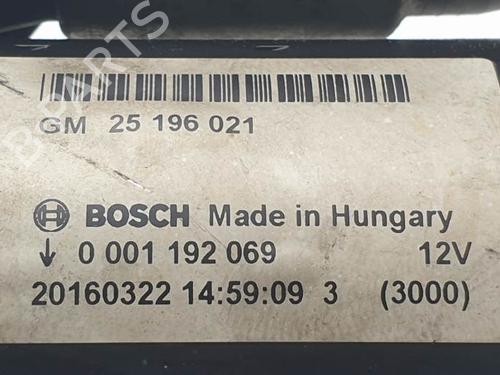 GM 25 196 021
BOSCH Made in Hungary
0 001 192 069 12V
20160322 14:59:09 3 (3000)
B-PARTS